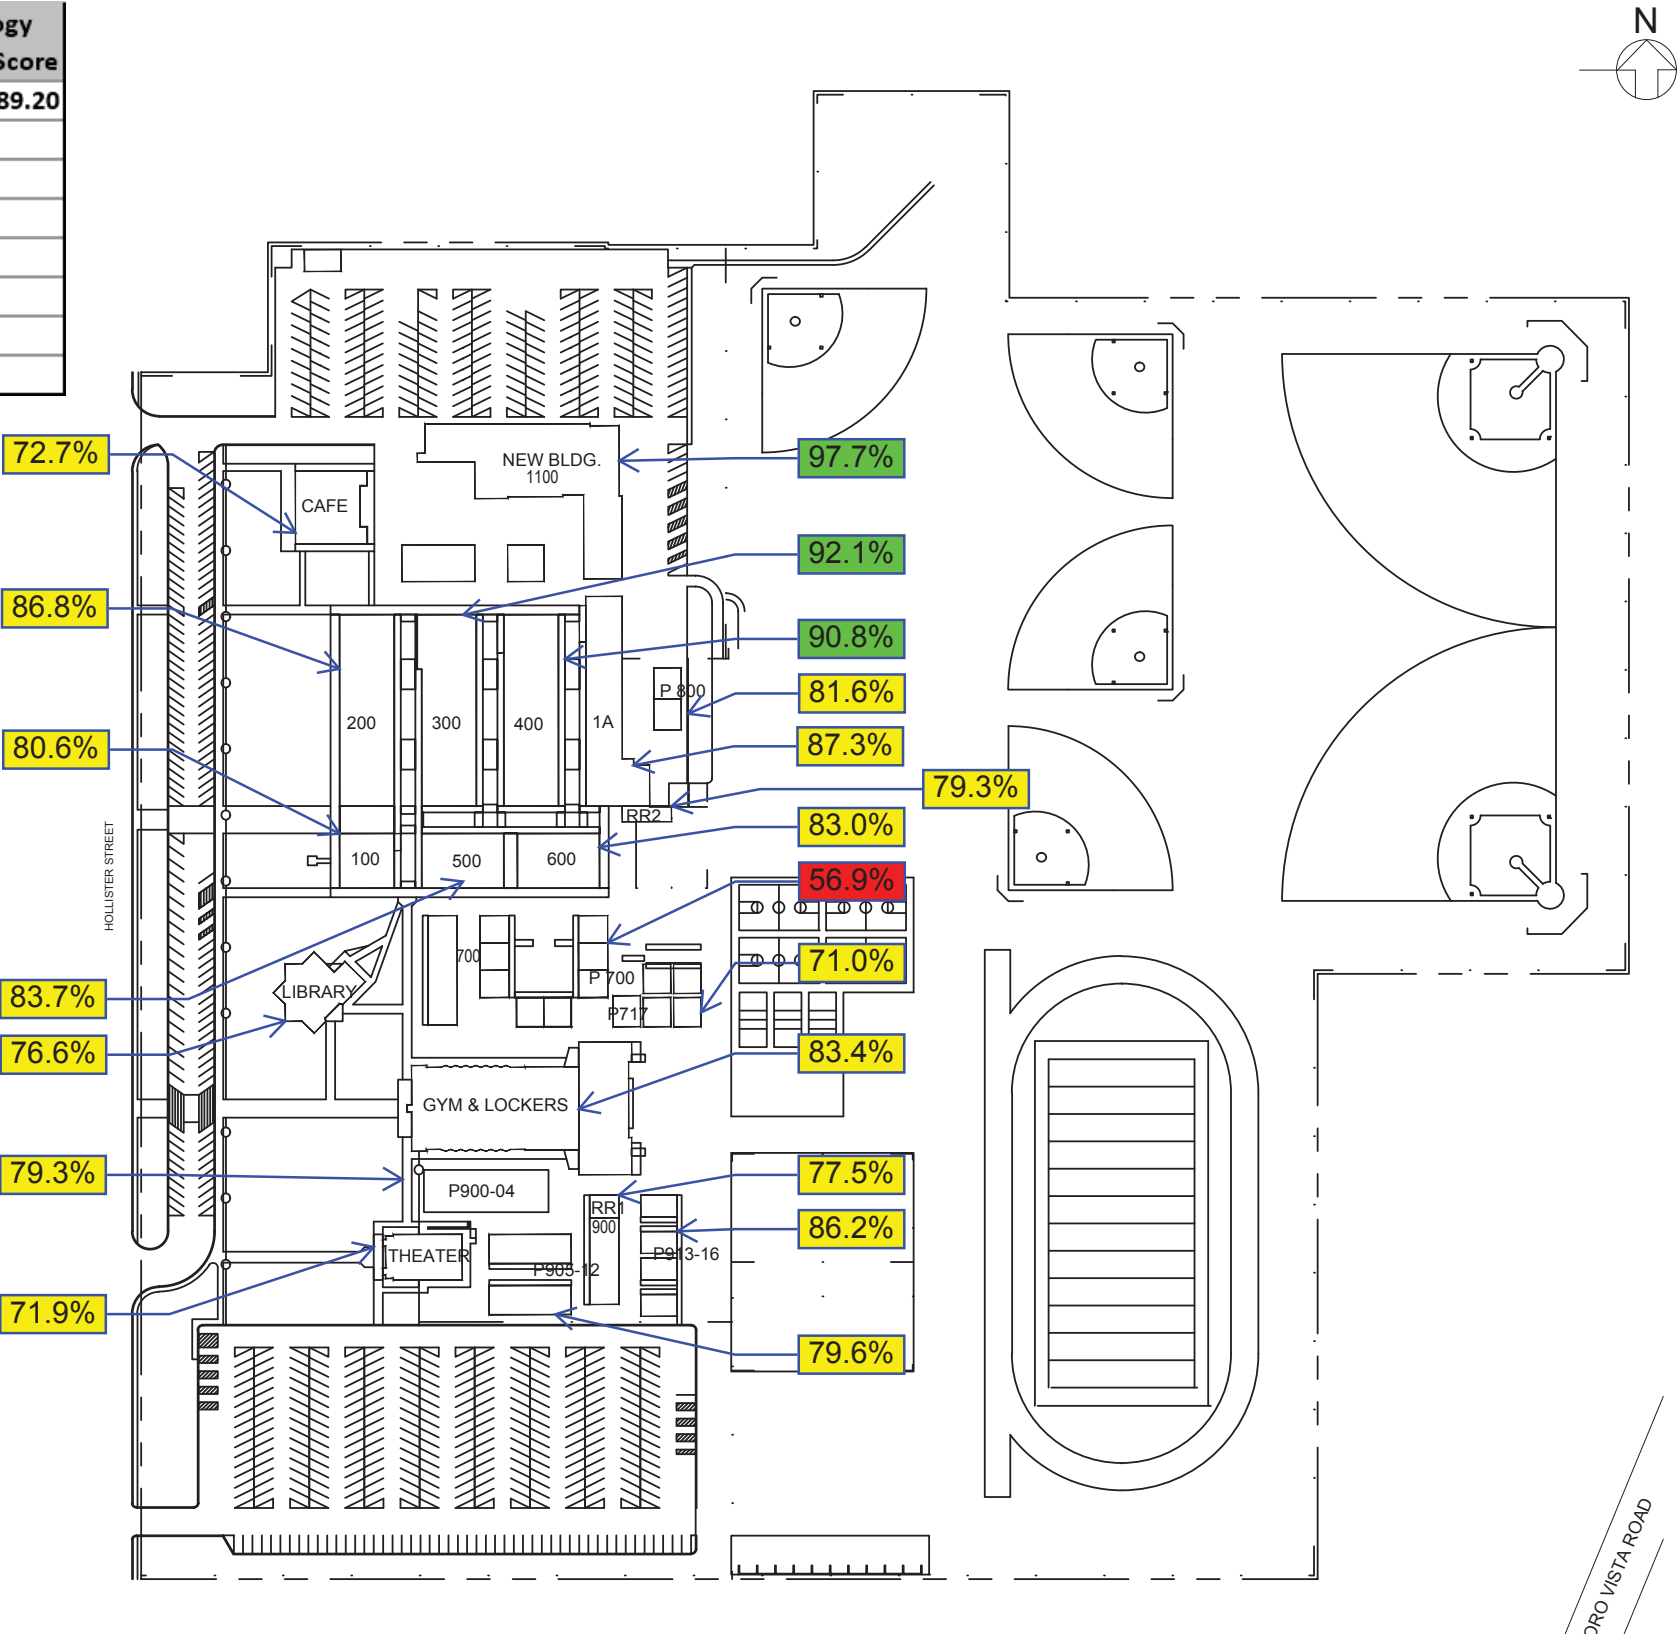 ogy
Score
89.20
N
72.7%
NEW BLDG.
1100
97.7%
CAFE
92.1%
86.8%
90.8%
P 800
81.6%
200
300
400
1A
80.6%
87.3%
79.3%
RR2
83.0%
HOLLISTER STREET
100
500
600
56.9%
700
P 700
71.0%
LIBRARY
83.7%
P717
76.6%
83.4%
GYM & LOCKERS
79.3%
77.5%
P900-04
RR1
900
86.2%
THEATER
P913-16
P905-12
71.9%
79.6%
ORO VISTA ROAD